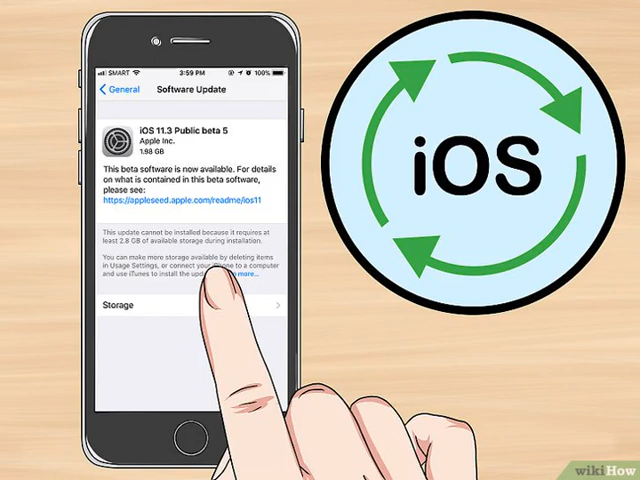 SMART 3:59 PM 100%
General Software Update
iOS 11.3 Public beta 5
Apple Inc.
1.98 GB
This beta software is now available. For details
on what is contained in this beta software,
please see:
https://appleseed.apple.com/readme/ios11
This update cannot be installed because it requires at
least 2.8 GB of available storage during installation.
You can make more storage available by deleting items
in Usage Settings, or connect your iPhone to a computer
and use iTunes to install the more...
Storage
iOS
wikiHow